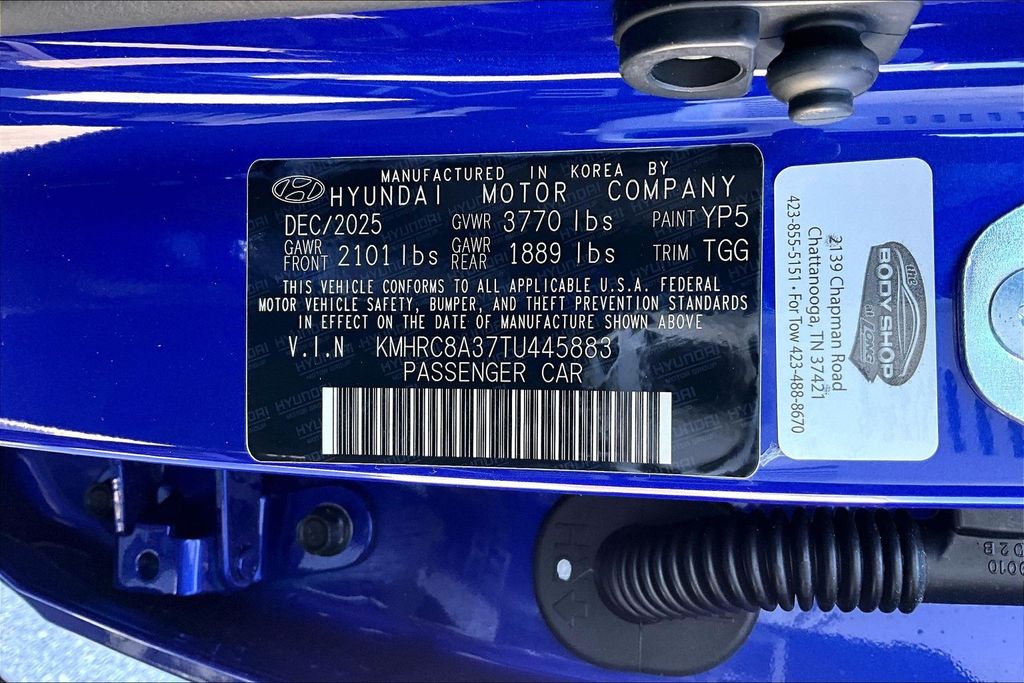 MANUFACTURED IN KOREA BY
HYUNDAI MOTOR COMPANY
DEC/2025 GVWR 3770 lbs PAINT YP5
GAWR FRONT 2101 lbs GAWR REAR 1889 lbs TRIM TGG
THIS VEHICLE CONFORMS TO ALL APPLICABLE U.S.A. FEDERAL
MOTOR VEHICLE SAFETY, BUMPER, AND THEFT PREVENTION STANDARDS
IN EFFECT ON THE DATE OF MANUFACTURE SHOWN ABOVE
V.I.N KMHRC8A37TU445883
PASSENGER CAR
the
BODY SHOP
2139 Chapman Road
Chattanooga, TN 37421
423-855-5151 • For Tow 423-488-8670